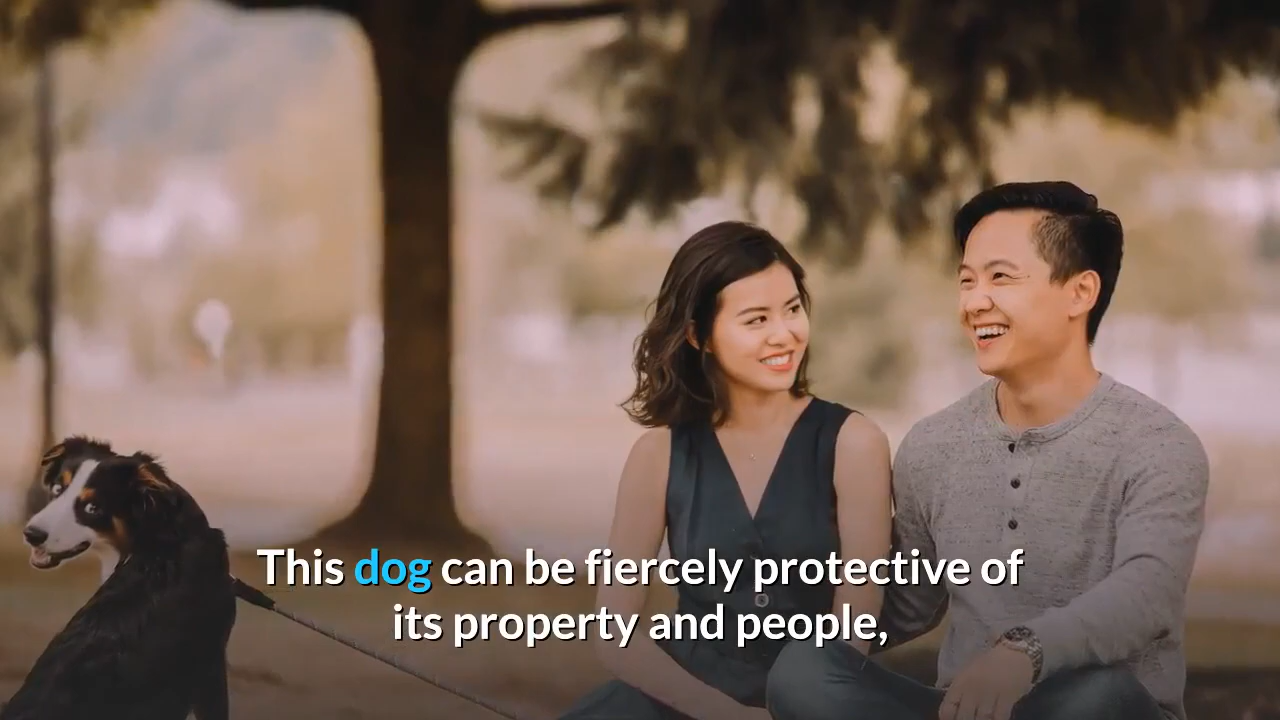 This dog can be fiercely protective of
its property and people,